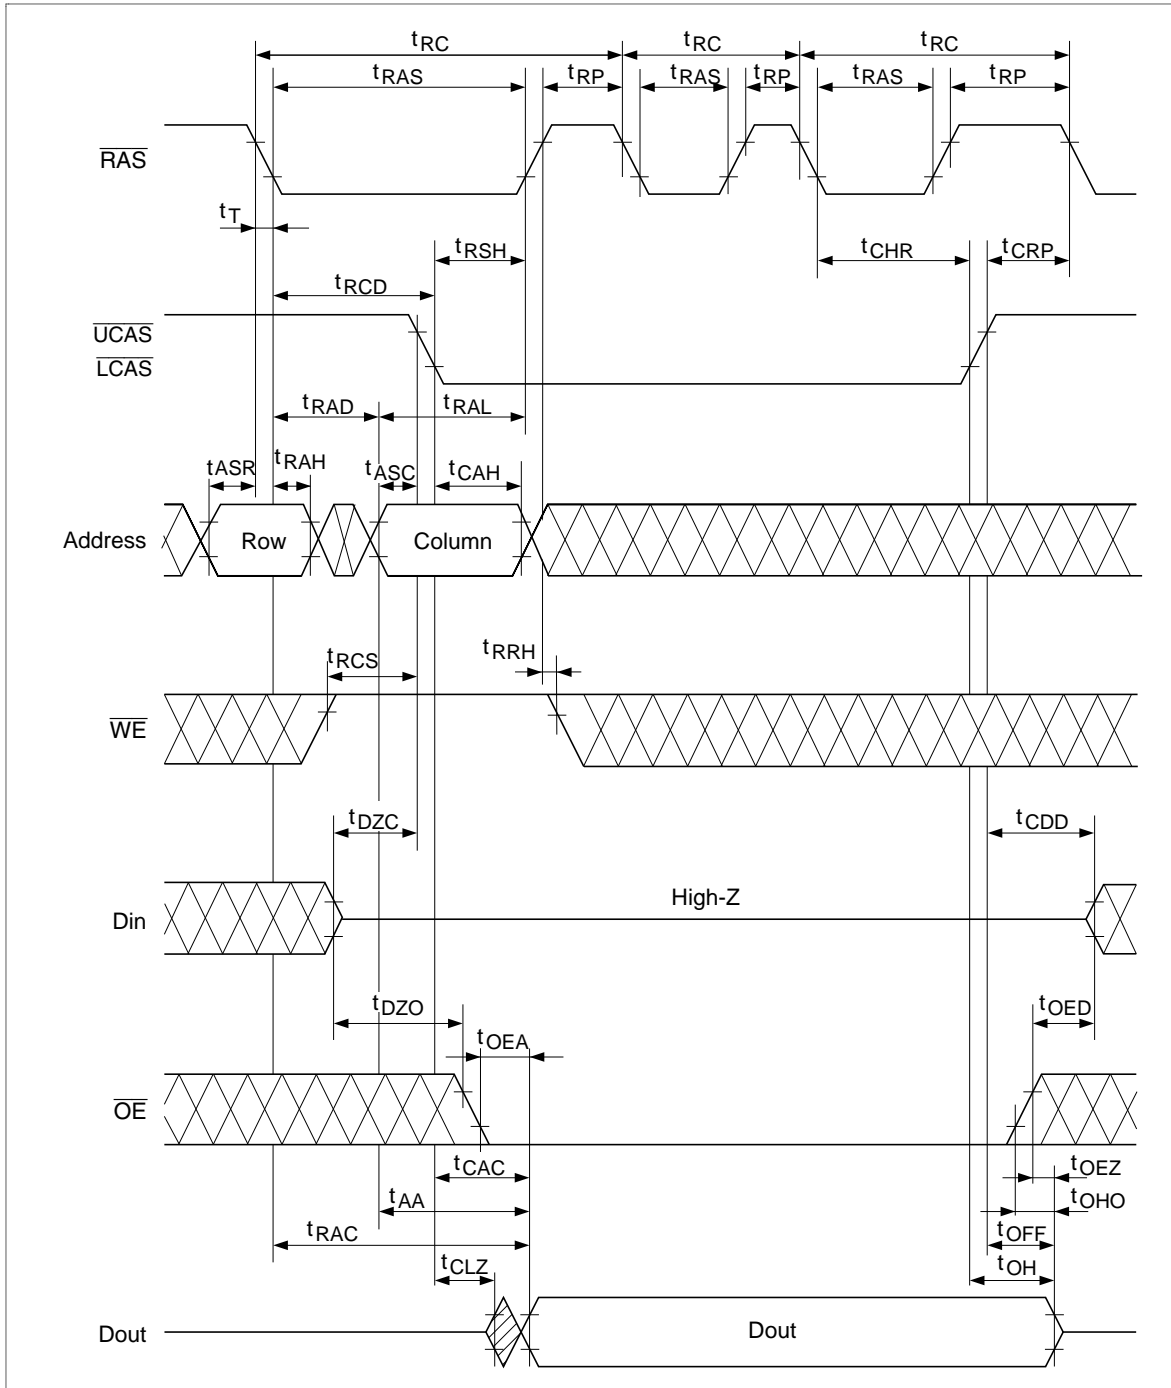 tRC tRC tRC
tRAS tRP tRAS tRP tRAS tRP
RAS
tT
tRSH tCHR tCRP
tRCD
UCAS
LCAS
tRAD tRAL
tASR tRAH tASC tCAH
Address Row Column
tRCS tRRH
WE
tDZC tCDD
High-Z
Din
tDZO tOED
tOEA
OE
tCAC tOEZ
tAA tOHO
tRAC tOFF
tCLZ tOH
Dout Dout